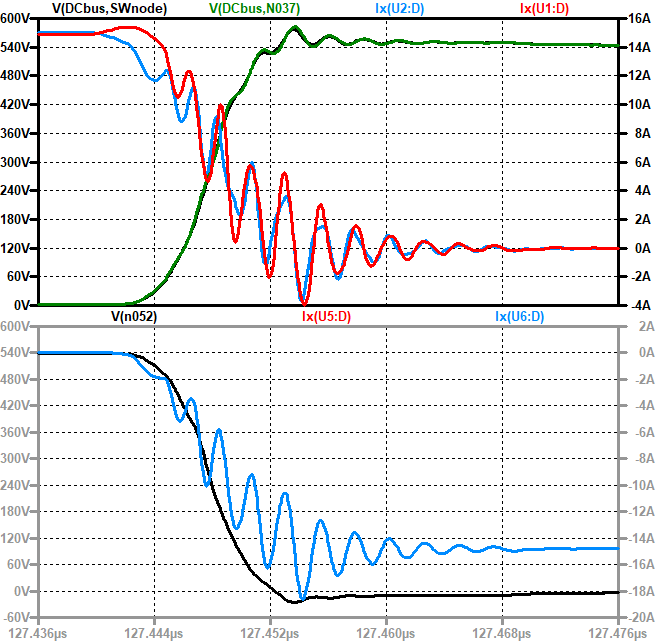 V(DCbus,SWnode) V(DCbus,N037) Ix(U2:D) Ix(U1:D)
600V 16A
540V 14A
480V 12A
420V 10A
360V 8A
300V 6A
240V 4A
180V 2A
120V 0A
60V -2A
0V -4A
V(n052) Ix(U5:D) Ix(U6:D)
600V 2A
540V 0A
480V -2A
420V -4A
360V -6A
300V -8A
240V -10A
180V -12A
120V -14A
60V -16A
0V -18A
-60V -20A
127.436µs 127.444µs 127.452µs 127.460µs 127.468µs 127.476µs